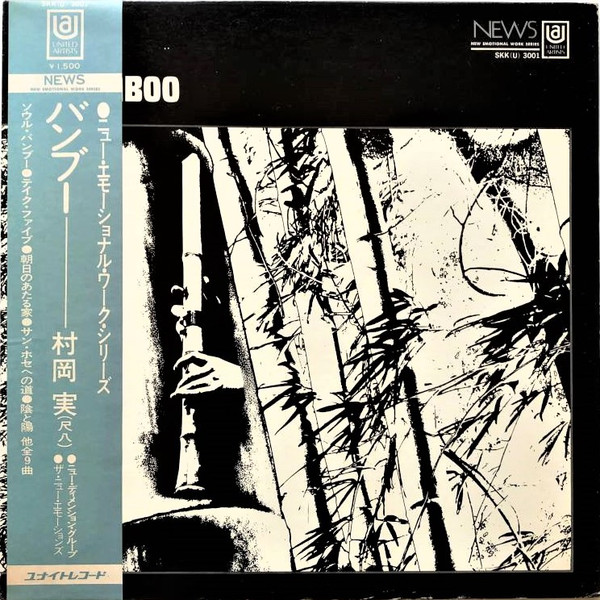 SKK(U) 3001
UA
UNITED
ARTISTS
¥1,500
NEWS
NEW EMOTIONAL WORK SERIES
●ニュー・エモーショナル・ワーク・シリーズ
バンブー──村岡 実(尺八)
●ニュー・ディメンション・グループ
●ザ・ニュー・エモーションズ
ソウル・バンブー●テイク・ファイブ●朝日のあたる家●サン・ホセへの道●陰と陽 他全9曲
ユナイトレコード
BOO
NEWS
NEW EMOTIONAL WORK SERIES
SKK(U) 3001
UA
UNITED
ARTISTS